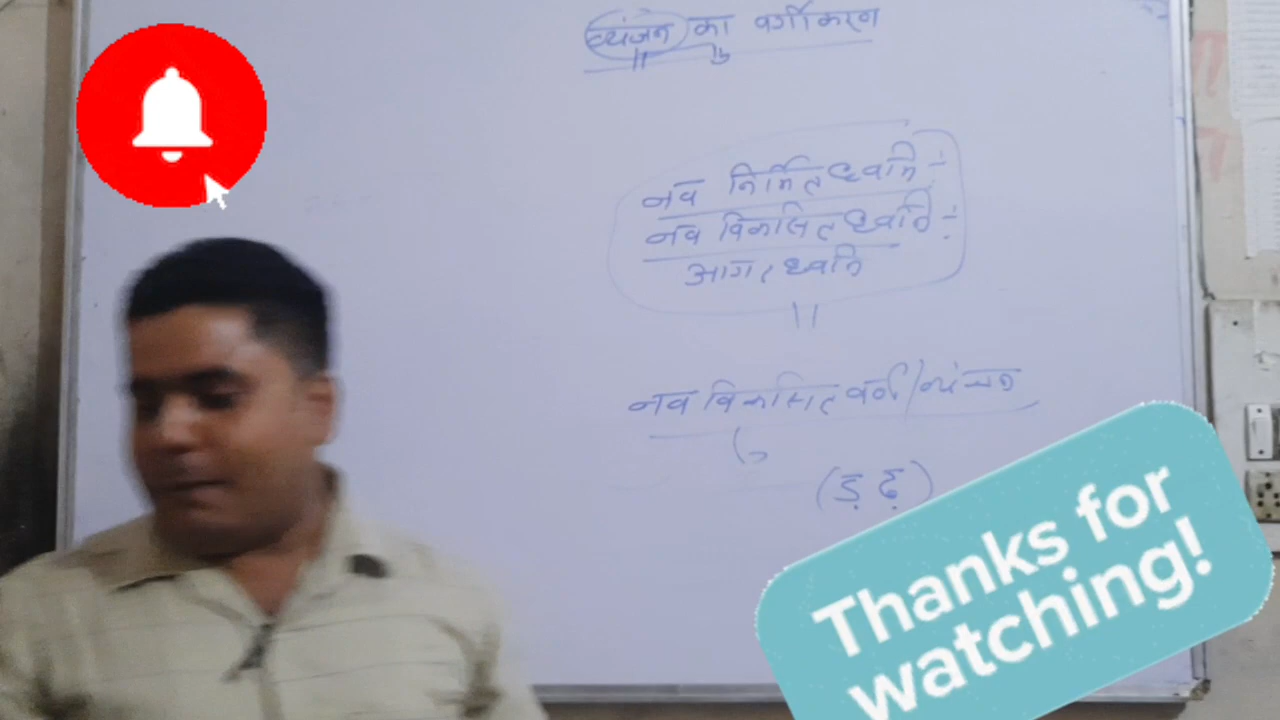 व्यंजन का वर्गीकरण
नव निर्मित ध्वनि :-
नव विकसित ध्वनि :-
आगत ध्वनि
नव विकसित वर्ण/व्यंजन
(ड़ ढ़)
Thanks for
watching!